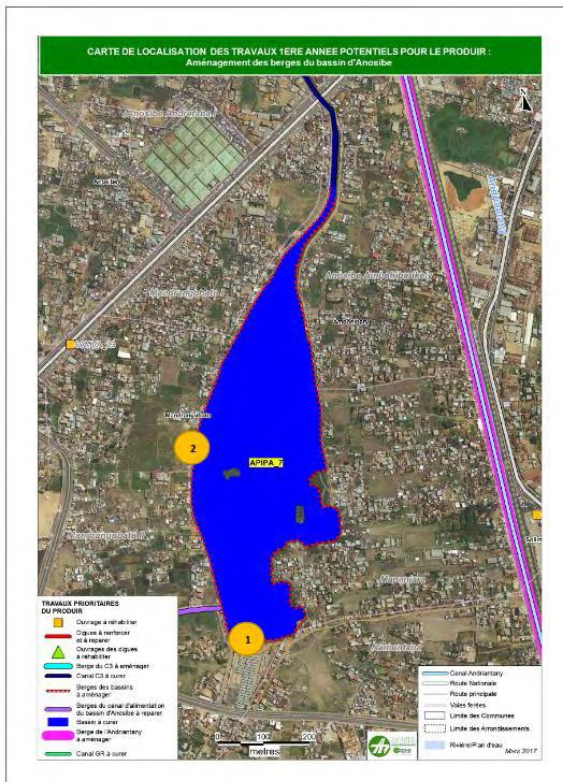 CARTE DE LOCALISATION DES TRAVAUX 1ERE ANNEE POTENTIELS POUR LE PRODUIR :
Aménagement des berges du bassin d'Anosibe
N
Anosibe
2
APIPA_7
1
TRAVAUX PRIORITAIRES
DU PRODUIR
Ouvrage à réhabiliter
Digues à renforcer
et à réparer
Ouvrages des digues
à réhabiliter
Berge du C3 à aménager
Canal C3 à curer
Berges des bassins
à aménager
Berges du canal d'alimentation
du bassin d'Anosibe à reparer
Bassin à curer
Berge de l'Andriantany
à aménager
Canal GR à curer
0 100 200
metres
Canal Andriantany
Route Nationale
Route principale
Voies ferrées
Limite des Communes
Limite des Arrondissements
Rivière/Plan d'eau
Mars 2017